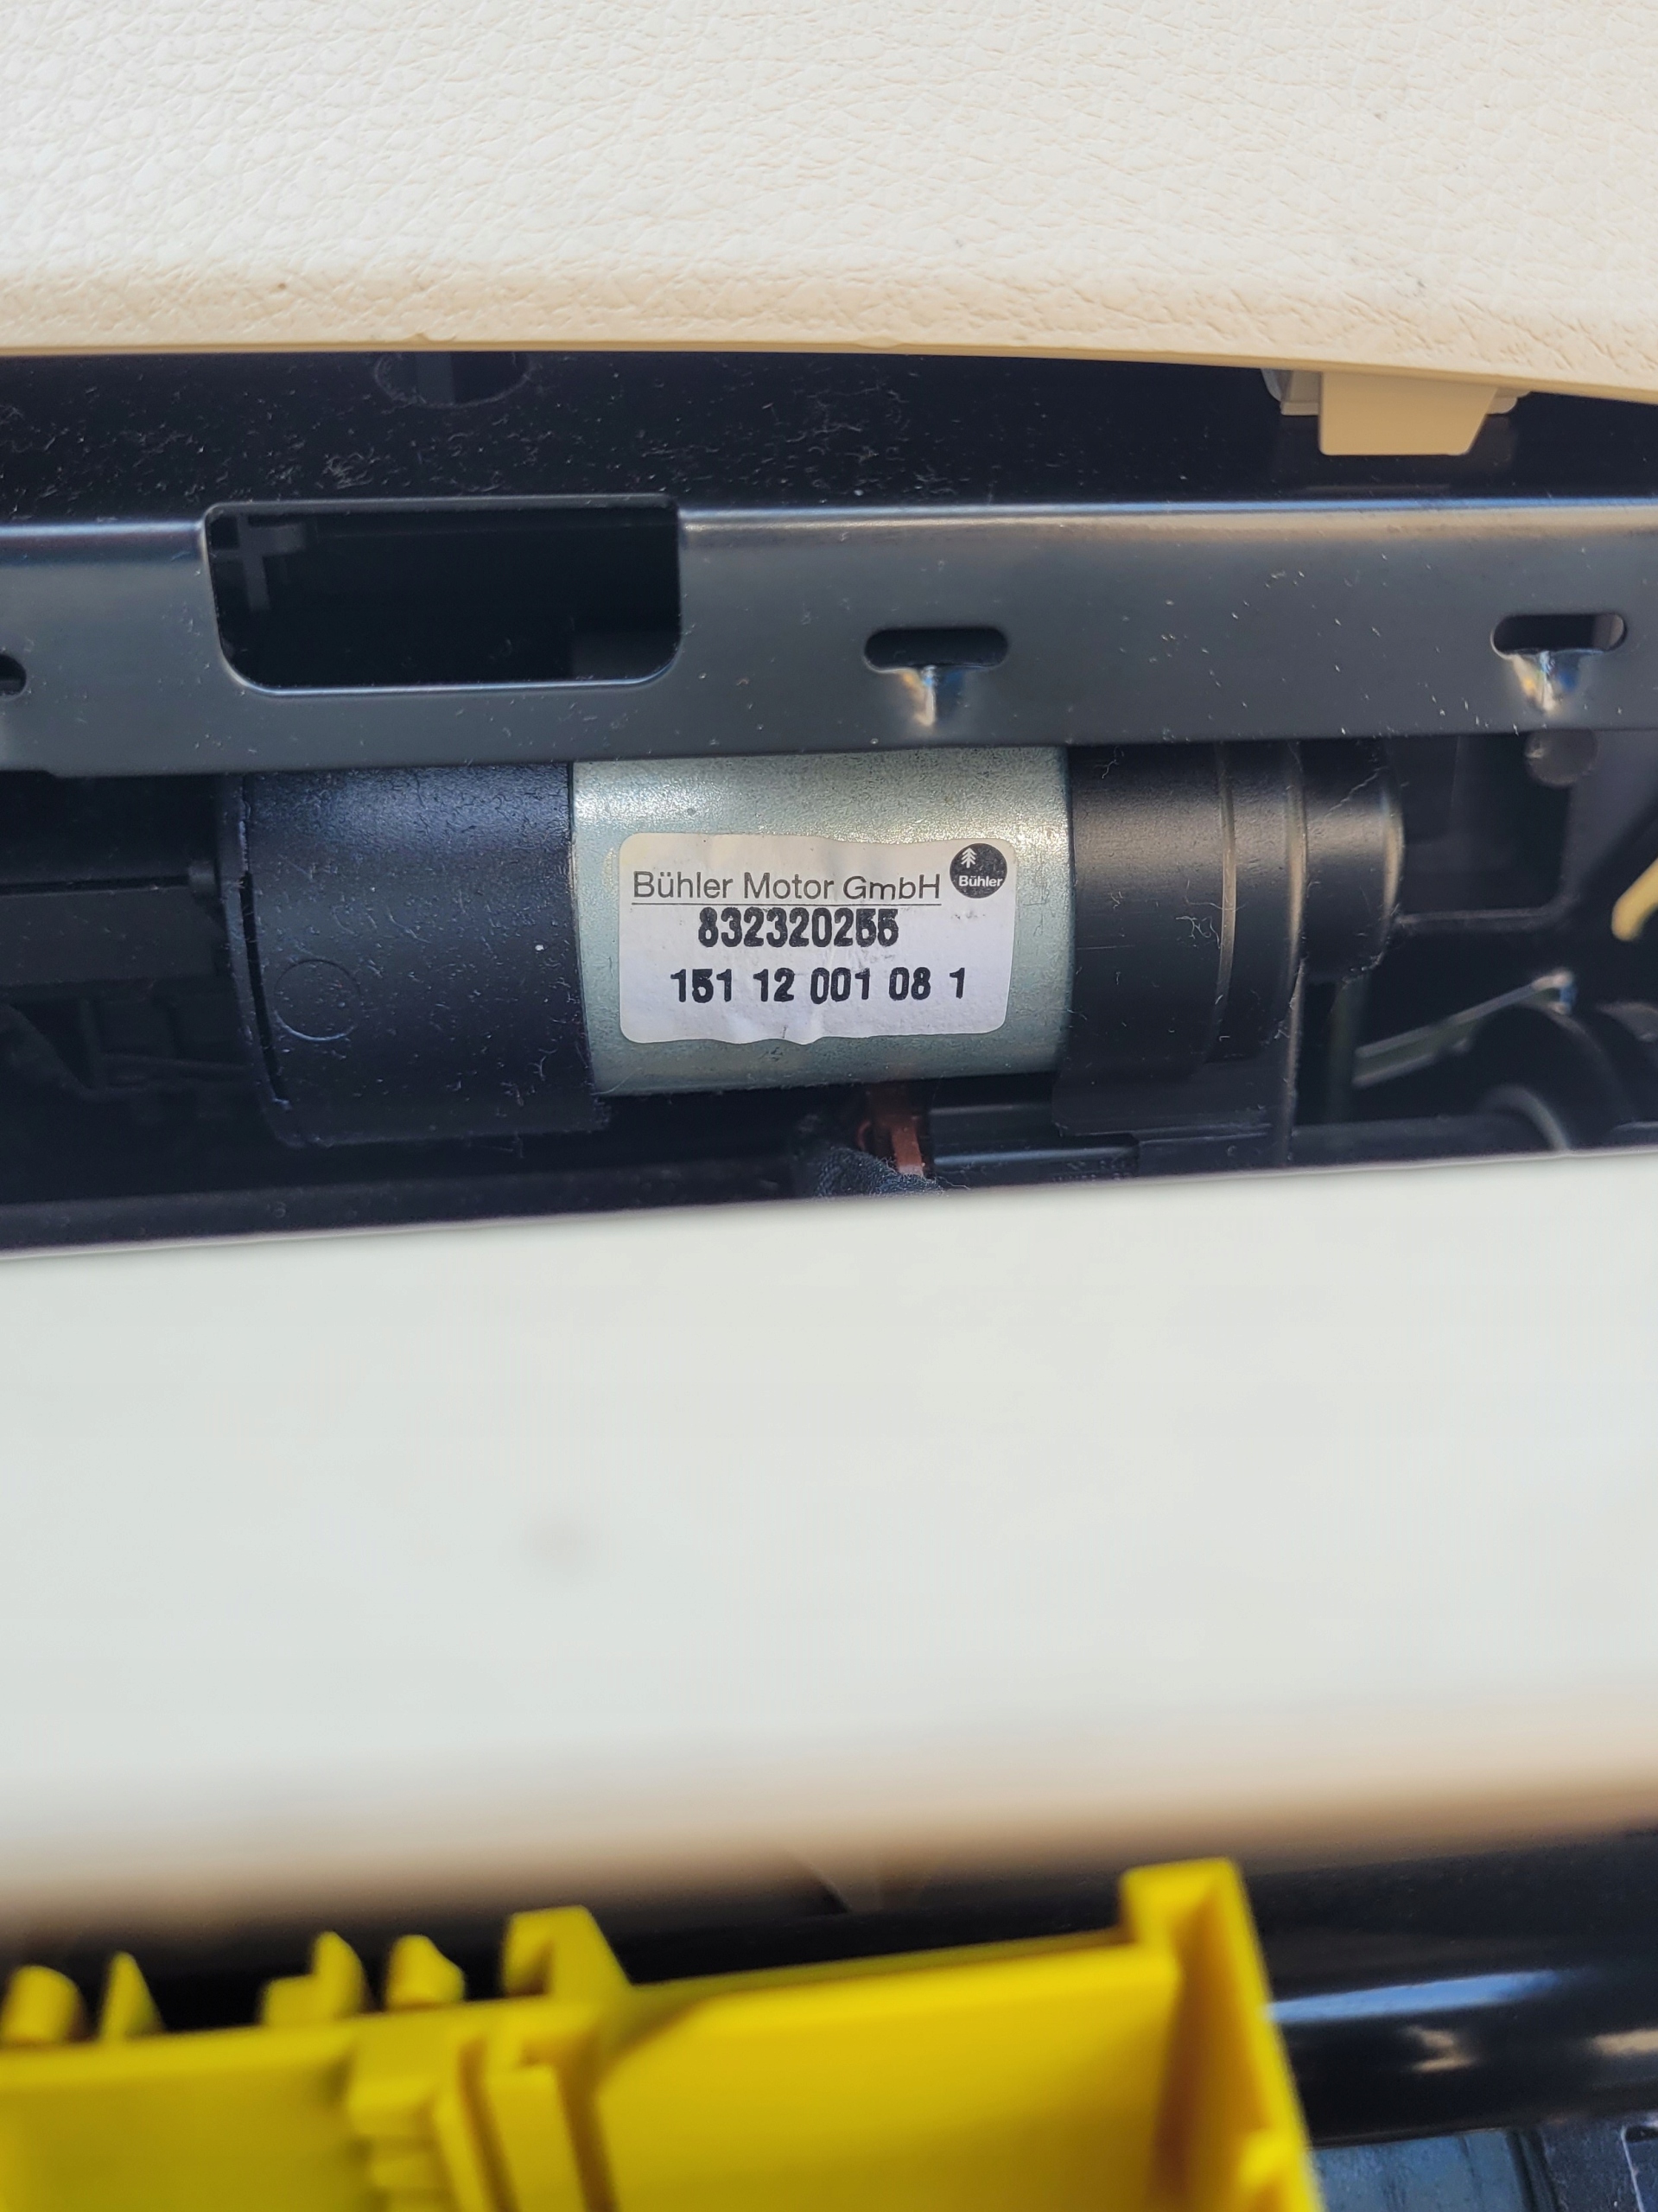 Bühler Motor GmbH
Bühler
832320255
151 12 001 08 1